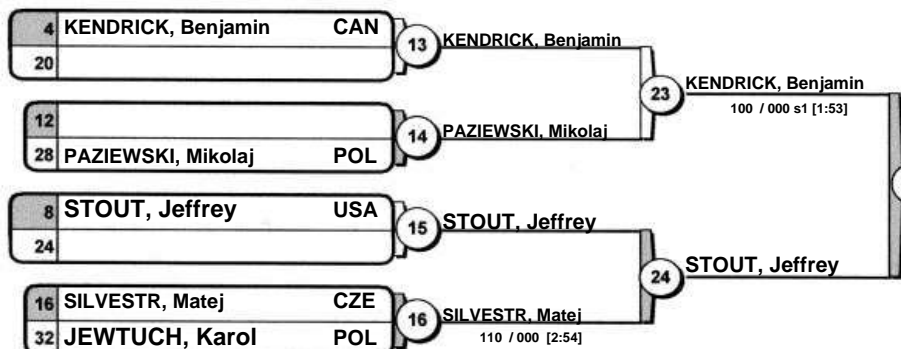 4 KENDRICK, Benjamin CAN
20
13
KENDRICK, Benjamin
12
28 PAZIEWSKI, Mikolaj POL
14
PAZIEWSKI, Mikolaj
23
KENDRICK, Benjamin
100 / 000 s1 [1:53]
8 STOUT, Jeffrey USA
24
15
STOUT, Jeffrey
16 SILVESTR, Matej CZE
32 JEWTUCH, Karol POL
16
SILVESTR, Matej
110 / 000 [2:54]
24
STOUT, Jeffrey